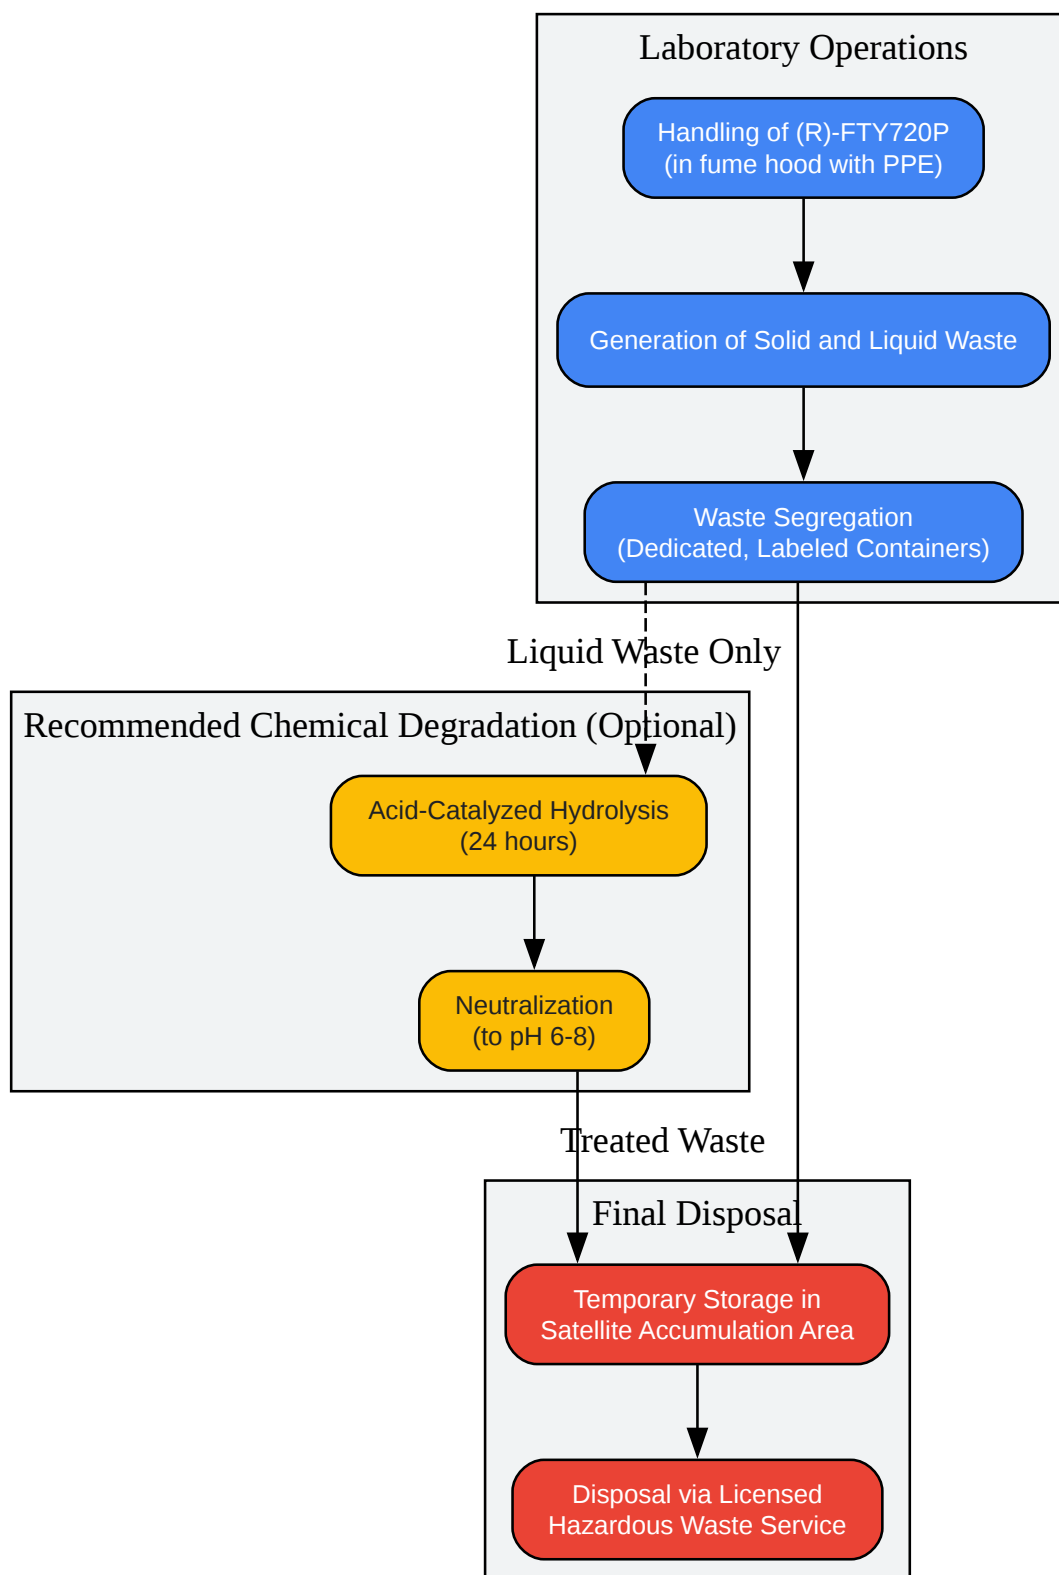 Laboratory Operations
Handling of (R)-FTY720P
(in fume hood with PPE)
Generation of Solid and Liquid Waste
Waste Segregation
(Dedicated, Labeled Containers)
Liquid Waste Only
Recommended Chemical Degradation (Optional)
Acid-Catalyzed Hydrolysis
(24 hours)
Neutralization
(to pH 6-8)
Treated Waste
Final Disposal
Temporary Storage in
Satellite Accumulation Area
Disposal via Licensed
Hazardous Waste Service